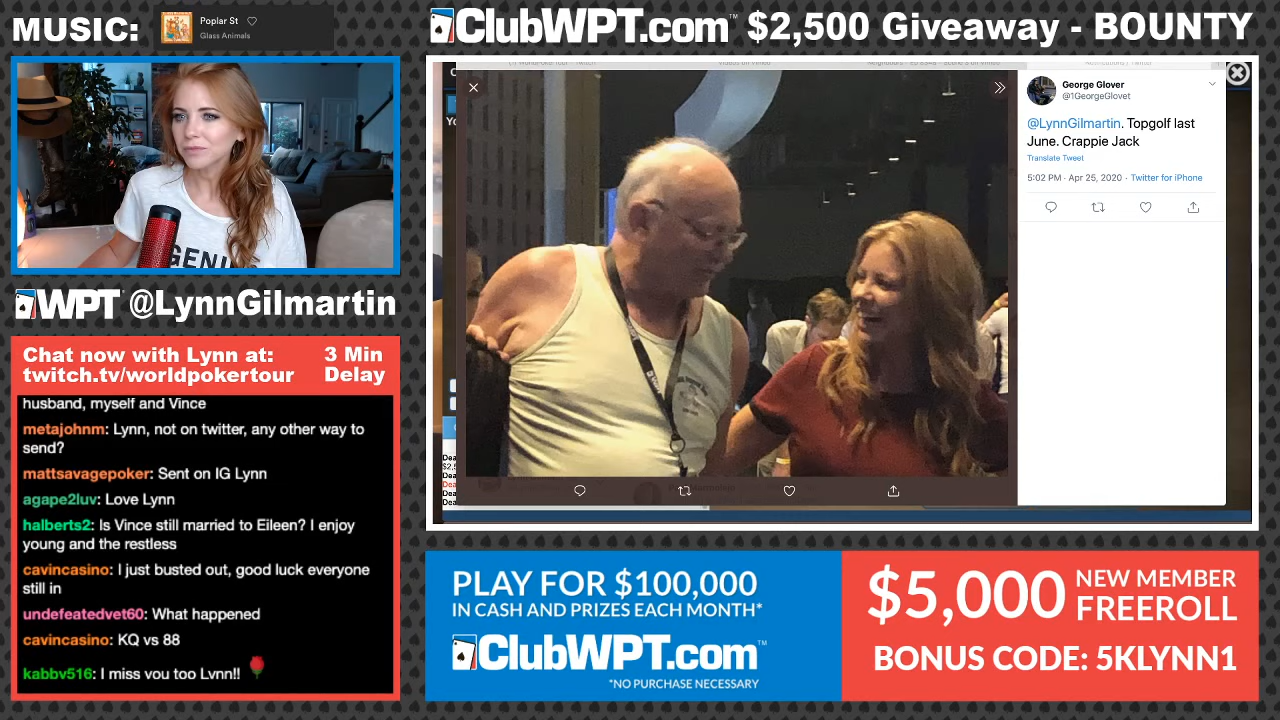 MUSIC:
Poplar St
Glass Animals
ClubWPT.com™ $2,500 Giveaway - BOUNTY
GENIU
WPT @LynnGilmartin
Chat now with Lynn at:
twitch.tv/worldpokertour
3 Min
Delay
husband, myself and Vince
metajohnm: Lynn, not on twitter, any other way to
send?
mattsavagepoker: Sent on IG Lynn
agape2luv: Love Lynn
halberts2: Is Vince still married to Eileen? I enjoy
young and the restless
cavincasino: I just busted out, good luck everyone
still in
undefeatedvet60: What happened
cavincasino: KQ vs 88
kabbv516: I miss you too Lvnn!!
George Glover
@1GeorgeGlovet
@LynnGilmartin. Topgolf last
June. Crappie Jack
Translate Tweet
5:02 PM · Apr 25, 2020 · Twitter for iPhone
PLAY FOR $100,000
IN CASH AND PRIZES EACH MONTH*
ClubWPT.com™
*NO PURCHASE NECESSARY
$5,000 NEW MEMBER
FREEROLL
BONUS CODE: 5KLYNN1